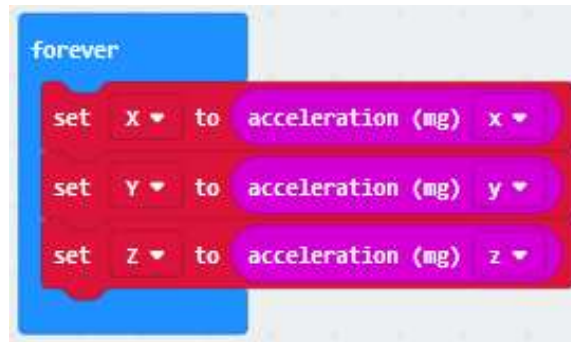 forever
set X to acceleration (mg) x
set Y to acceleration (mg) y
set Z to acceleration (mg) z